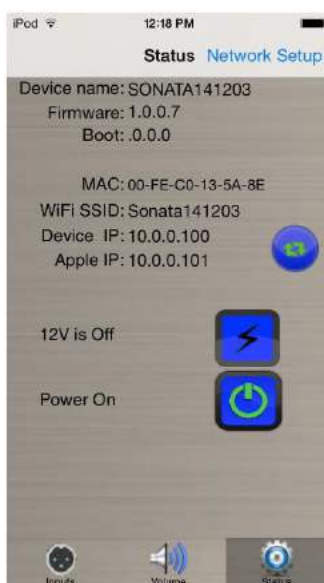 iPod 12:18 PM
Status Network Setup
Device name: SONATA141203
Firmware: 1.0.0.7
Boot: .0.0.0
MAC: 00-FE-C0-13-5A-8E
WiFi SSID: Sonata141203
Device IP: 10.0.0.100
Apple IP: 10.0.0.101
12V is Off
Power On
Inputs Volume Status